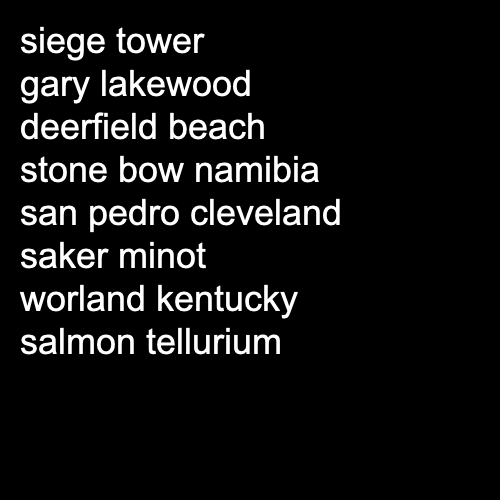 siege tower
gary lakewood
deerfield beach
stone bow namibia
san pedro cleveland
saker minot
worland kentucky
salmon tellurium